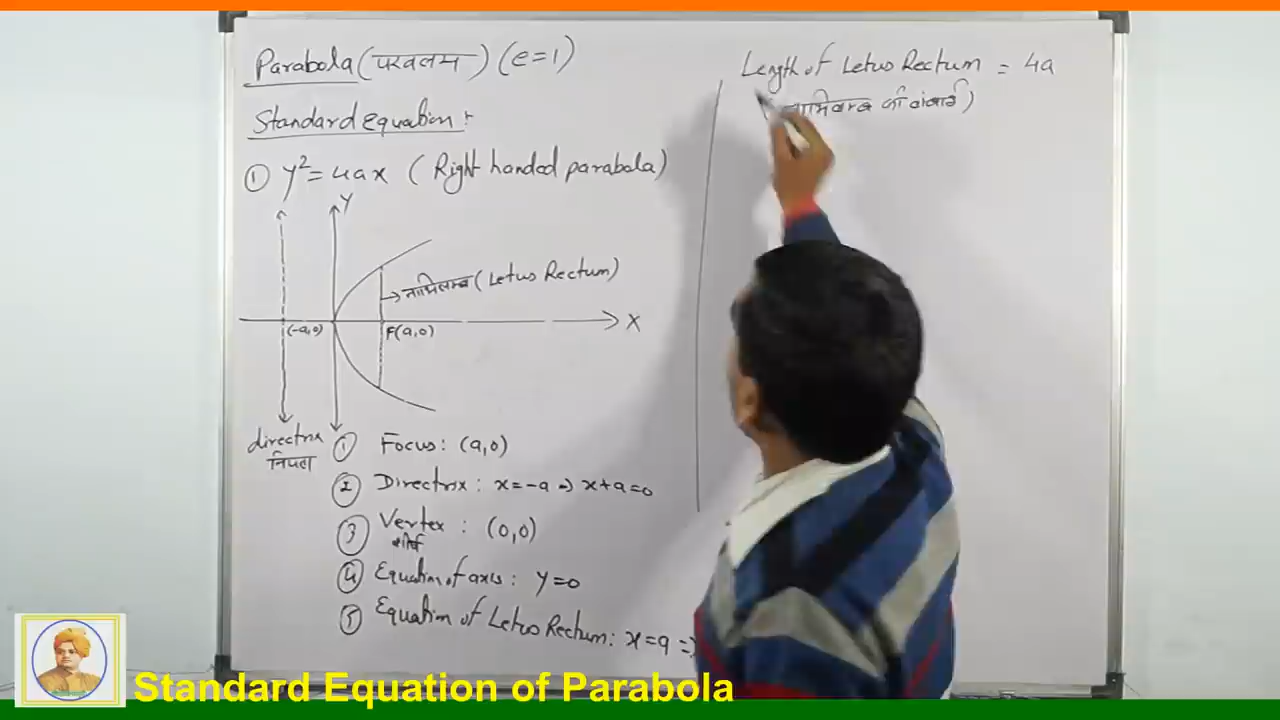 Parabola (परवलय) (e=1)
Standard Equation :
① y²=4ax (Right handed parabola)
Y
नाभिलम्ब (Letus Rectum)
(-a,0)
F(a,0)
X
directrix
नियता
① Focus: (a,0)
② Directrix: x=-a ⇒ x+a=0
③ Vertex : (0,0)
शीर्ष
④ Equation of axis: y=0
⑤ Equation of Letus Rectum: x=a ⇒
Length of Letus Rectum = 4a
की लंबाई)
Standard Equation of Parabola